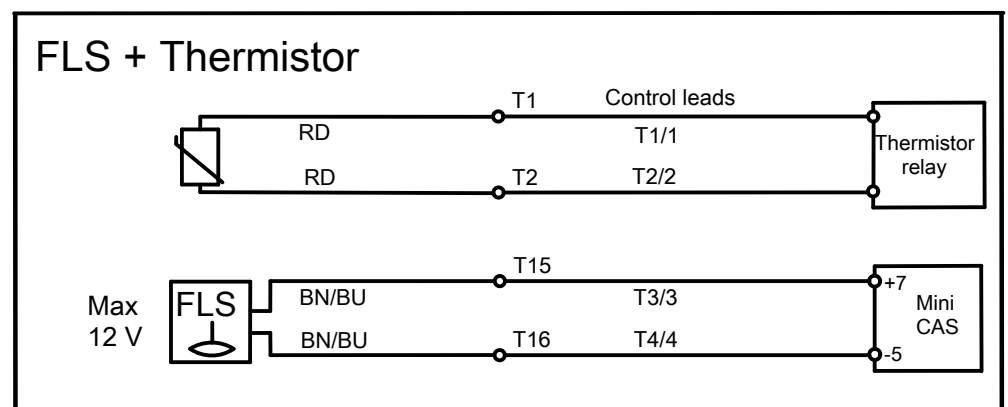 FLS + Thermistor
T1 Control leads
RD T1/1
Thermistor
relay
RD T2 T2/2
T15
+7
Max
12 V
FLS
BN/BU T3/3
Mini
CAS
BN/BU T16 T4/4
-5